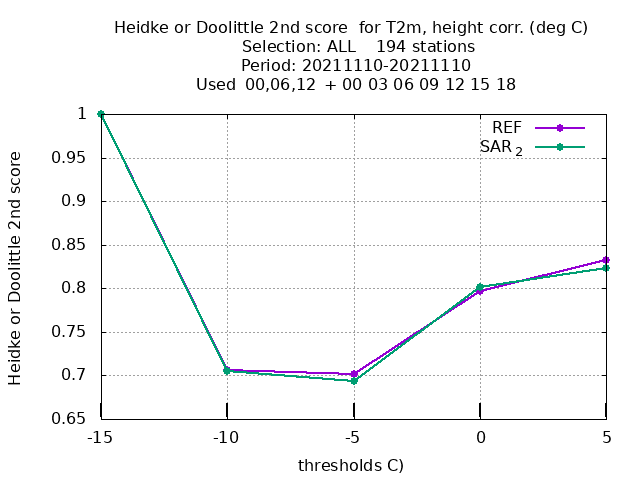 Heidke or Doolittle 2nd score  for T2m, height corr. (deg C)
Selection: ALL    194 stations
Period: 20211110-20211110
Used  00,06,12  + 00 03 06 09 12 15 18
REF
SAR 2
1
0.95
0.9
0.85
0.8
0.75
0.7
0.65
Heidke or Doolittle 2nd score
-15 -10 -5 0 5
thresholds C)